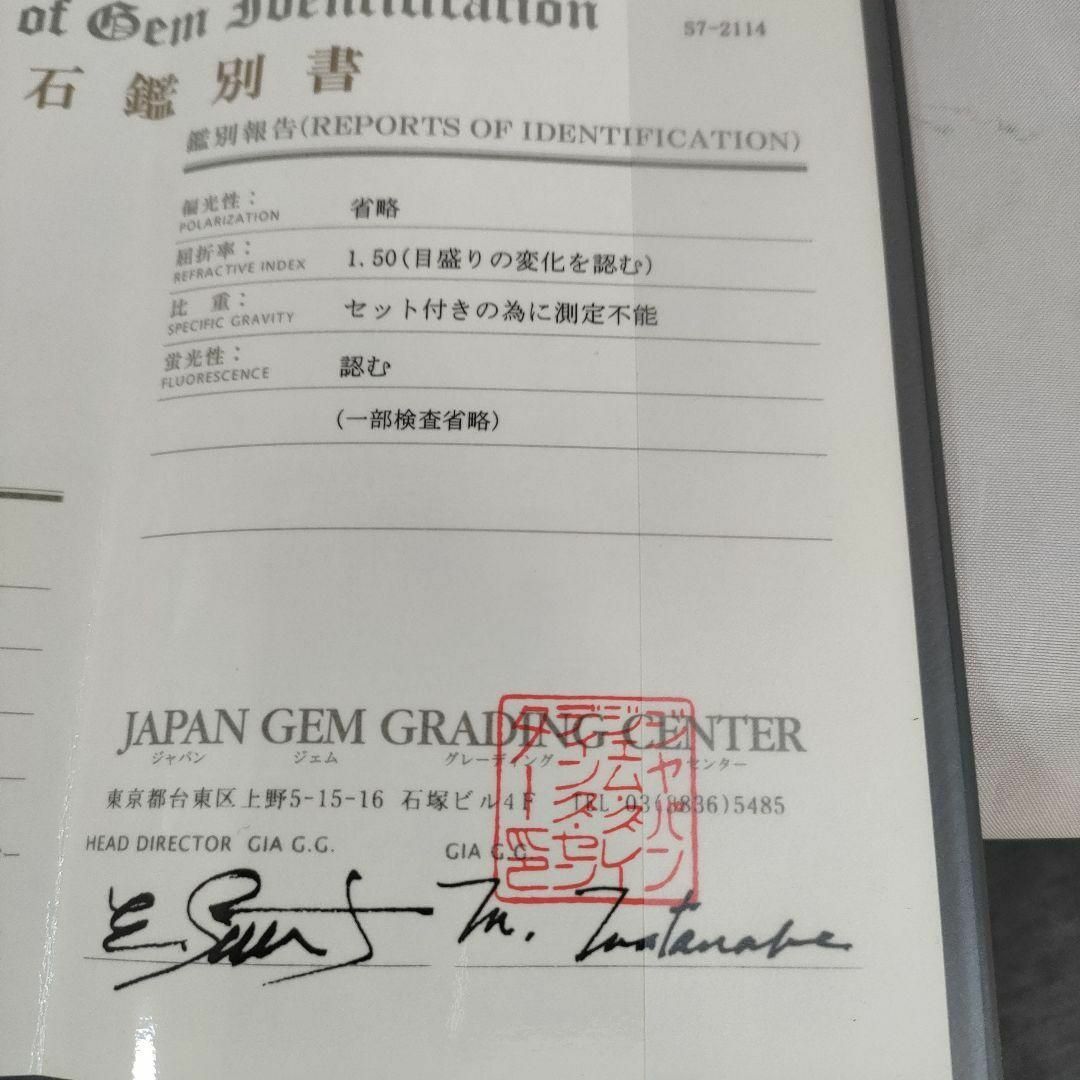 of Gem Identification
S7-2114
石鑑別書
鑑別報告(REPORTS OF IDENTIFICATION)
偏光性:
POLARIZATION
省略
屈折率:
REFRACTIVE INDEX
1.50(目盛りの変化を認む)
比 重:
SPECIFIC GRAVITY
セット付きの為に測定不能
蛍光性:
FLUORESCENCE
認む
(一部検査省略)
JAPAN GEM GRADING CENTER
ジャパン ジェム グレーディング センター
東京都台東区上野5-15-16 石塚ビル4F TEL 03(3836)5485
HEAD DIRECTOR GIA G.G.
GIA G.G.
M. Watanabe